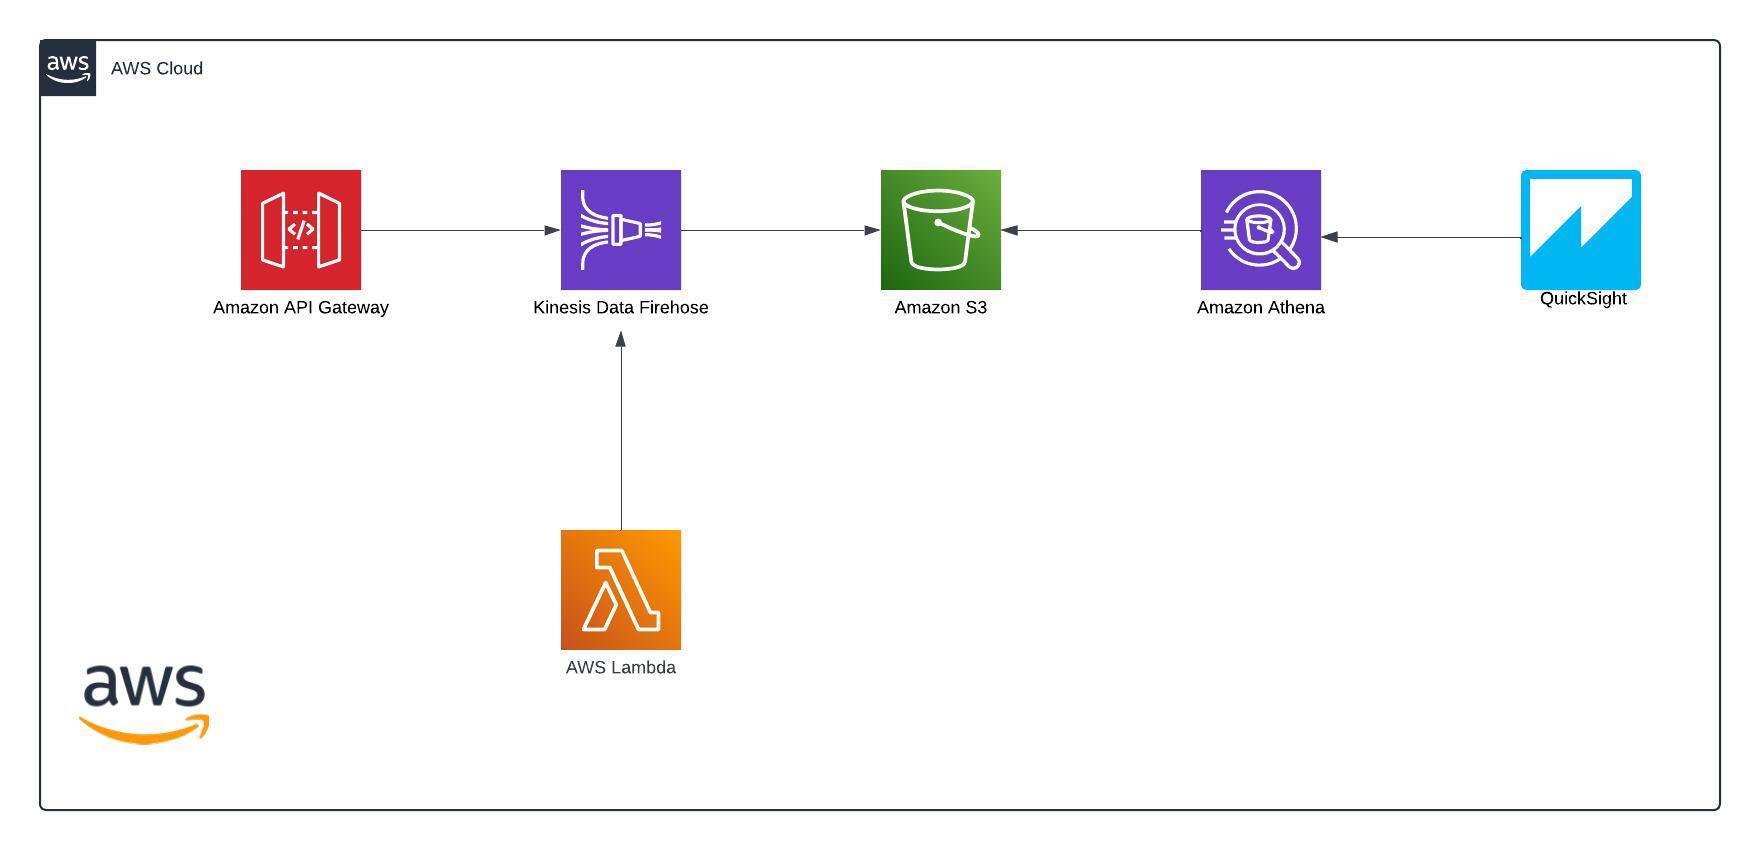 aws
AWS Cloud
Amazon API Gateway
Kinesis Data Firehose
Amazon S3
Amazon Athena
QuickSight
AWS Lambda
aws